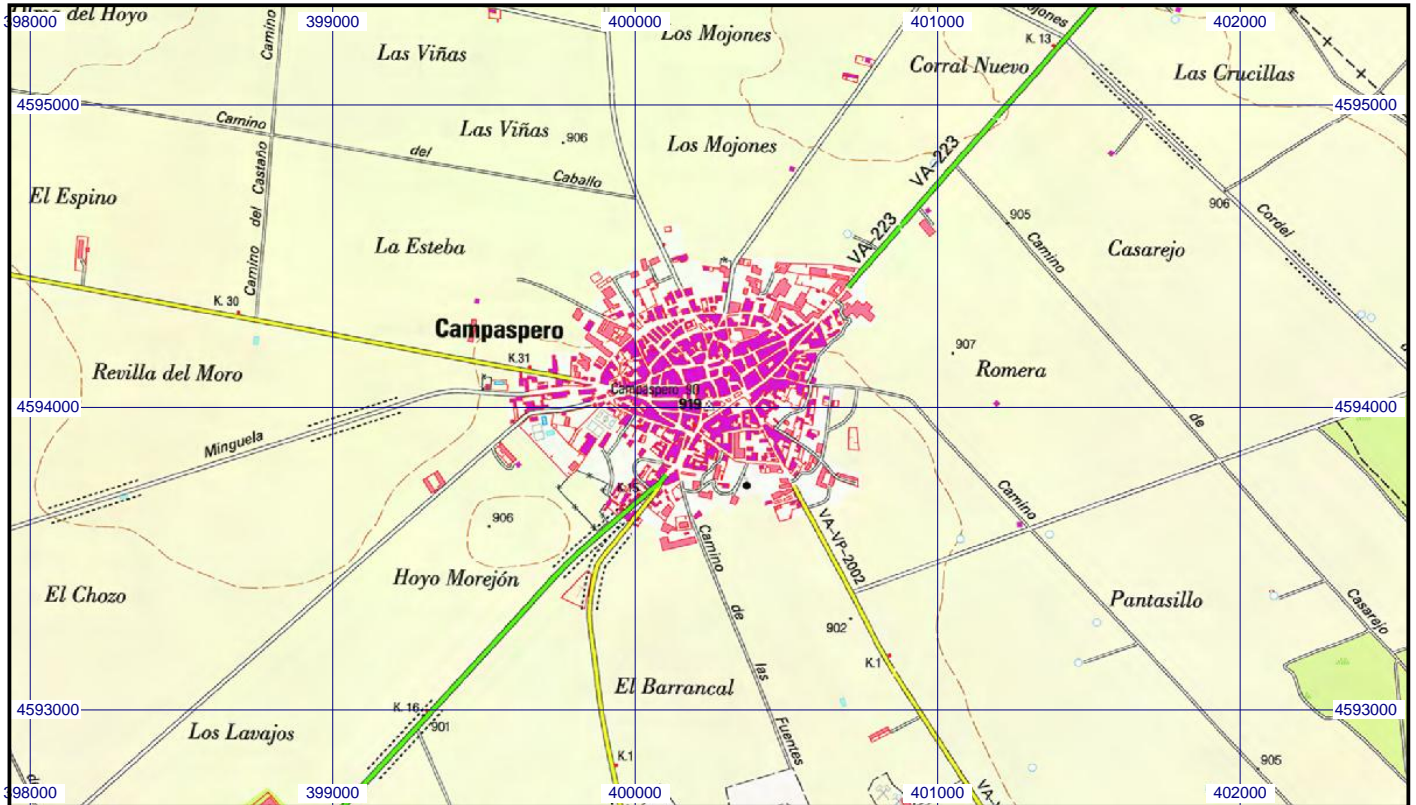 398000
399000
400000
401000
402000
del Hoyo
Camino
Los Mojones
K. 13
Las Viñas
Corral Nuevo
Las Crucillas
4595000
4595000
Camino
Las Viñas
906
del
Los Mojones
VA-223
Caballo
El Espino
Camino del Castaño
906
Cordel
905
La Esteba
VA-223
Camino
Casarejo
K. 30
Campaspero
K.31
907
Revilla del Moro
Romera
Campaspero
919
4594000
4594000
de
Minguela
K.15
Camino
906
Camino
VA-VP-2002
Hoyo Morejón
El Chozo
de
Pantasillo
Casarejo
902
K.1
las
El Barrancal
K. 16
4593000
4593000
901
Los Lavajos
Fuentes
K.1
905
398000
399000
400000
401000
402000